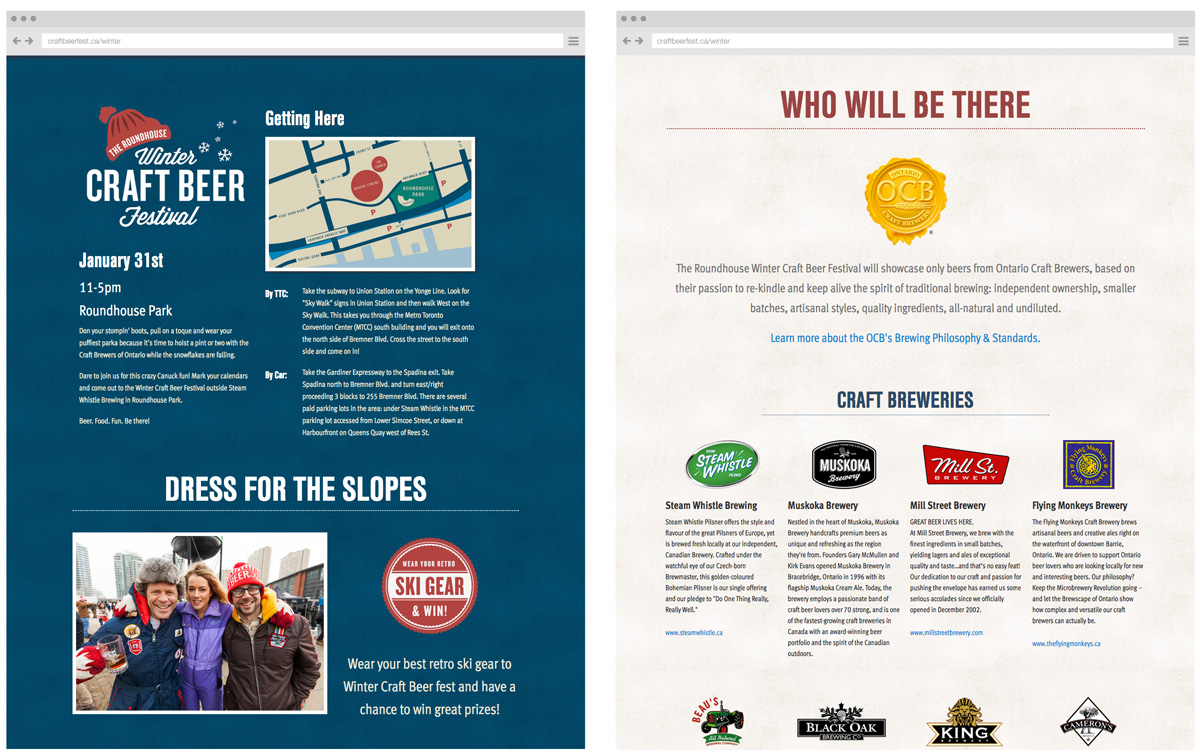 craftbeerfest.ca/winter
THE ROUNDHOUSE
Winter
CRAFT BEER
Festival
January 31st
11-5pm
Roundhouse Park
Don your stompin' boots, pull on a toque and wear your
puffiest parka because it's time to hoist a pint or two with the
Craft Brewers of Ontario while the snowflakes are falling.
Dare to join us for this crazy Canuck fun! Mark your calendars
and come out to the Winter Craft Beer Festival outside Steam
Whistle Brewing in Roundhouse Park.
Beer. Food. Fun. Be there!
Getting Here
FRONT ST
CN TOWER
ROGERS CENTRE
BREMNER BLVD
ROUNDHOUSE
PARK
FORT YORK BLVD
GARDINER EXPRESS WAY
QUEENS QUAY
P
P
P
P
By TTC:
Take the subway to Union Station on the Yonge Line. Look for
"Sky Walk" signs in Union Station and then walk West on the
Sky Walk. This takes you through the Metro Toronto
Convention Center (MTCC) south building and you will exit onto
the north side of Bremner Blvd. Cross the street to the south
side and come on in!
By Car:
Take the Gardiner Expressway to the Spadina exit. Take
Spadina north to Bremner Blvd. and turn east/right
proceeding 3 blocks to 255 Bremner Blvd. There are several
paid parking lots in the area: under Steam Whistle in the MTCC
parking lot accessed from Lower Simcoe Street, or down at
Harbourfront on Queens Quay west of Rees St.
DRESS FOR THE SLOPES
BEER
WEAR YOUR RETRO
SKI GEAR
& WIN!
Wear your best retro ski gear to
Winter Craft Beer fest and have a
chance to win great prizes!
craftbeerfest.ca/winter
WHO WILL BE THERE
ONTARIO
OCB
CRAFT BREWERS
®
The Roundhouse Winter Craft Beer Festival will showcase only beers from Ontario Craft Brewers, based on
their passion to re-kindle and keep alive the spirit of traditional brewing: independent ownership, smaller
batches, artisanal styles, quality ingredients, all-natural and undiluted.
Learn more about the OCB's Brewing Philosophy & Standards.
CRAFT BREWERIES
STEAM
WHISTLE
PILSNER
Steam Whistle Brewing
Steam Whistle Pilsner offers the style and
flavour of the great Pilsners of Europe, yet
is brewed fresh locally at our independent,
Canadian Brewery. Crafted under the
watchful eye of our Czech-born
Brewmaster, this golden-coloured
Bohemian Pilsner is our single offering
and our pledge to "Do One Thing Really,
Really Well."
www.steamwhistle.ca
MUSKOKA
Brewery
Muskoka Brewery
Nestled in the heart of Muskoka, Muskoka
Brewery handcrafts premium beers as
unique and refreshing as the region
they're from. Founders Gary McMullen and
Kirk Evans opened Muskoka Brewery in
Bracebridge, Ontario in 1996 with its
flagship Muskoka Cream Ale. Today, the
brewery employs a passionate band of
craft beer lovers over 70 strong, and is one
of the fastest-growing craft breweries in
Canada with an award-winning beer
portfolio and the spirit of the Canadian
outdoors.
Mill St.
BREWERY
Mill Street Brewery
GREAT BEER LIVES HERE.
At Mill Street Brewery, we brew with the
finest ingredients in small batches,
yielding lagers and ales of exceptional
quality and taste...and that's no easy feat!
Our dedication to our craft and passion for
pushing the envelope has earned us some
serious accolades since we officially
opened in December 2002.
www.millstreetbrewery.com
Flying Monkeys
Craft Brewery
Flying Monkeys Brewery
The Flying Monkeys Craft Brewery brews
artisanal beers and creative ales right on
the waterfront of downtown Barrie,
Ontario. We are driven to support Ontario
beer lovers who are looking locally for new
and interesting beers. Our philosophy?
Keep the Microbrewery Revolution going --
and let the Brewscape of Ontario show
how complex and versatile our craft
brewers can actually be.
www.theflyingmonkeys.ca
BEAU'S
All Natural
BREWING COMPANY
BLACK OAK
BREWING CO
KING
BREWERY
CAMERON'S